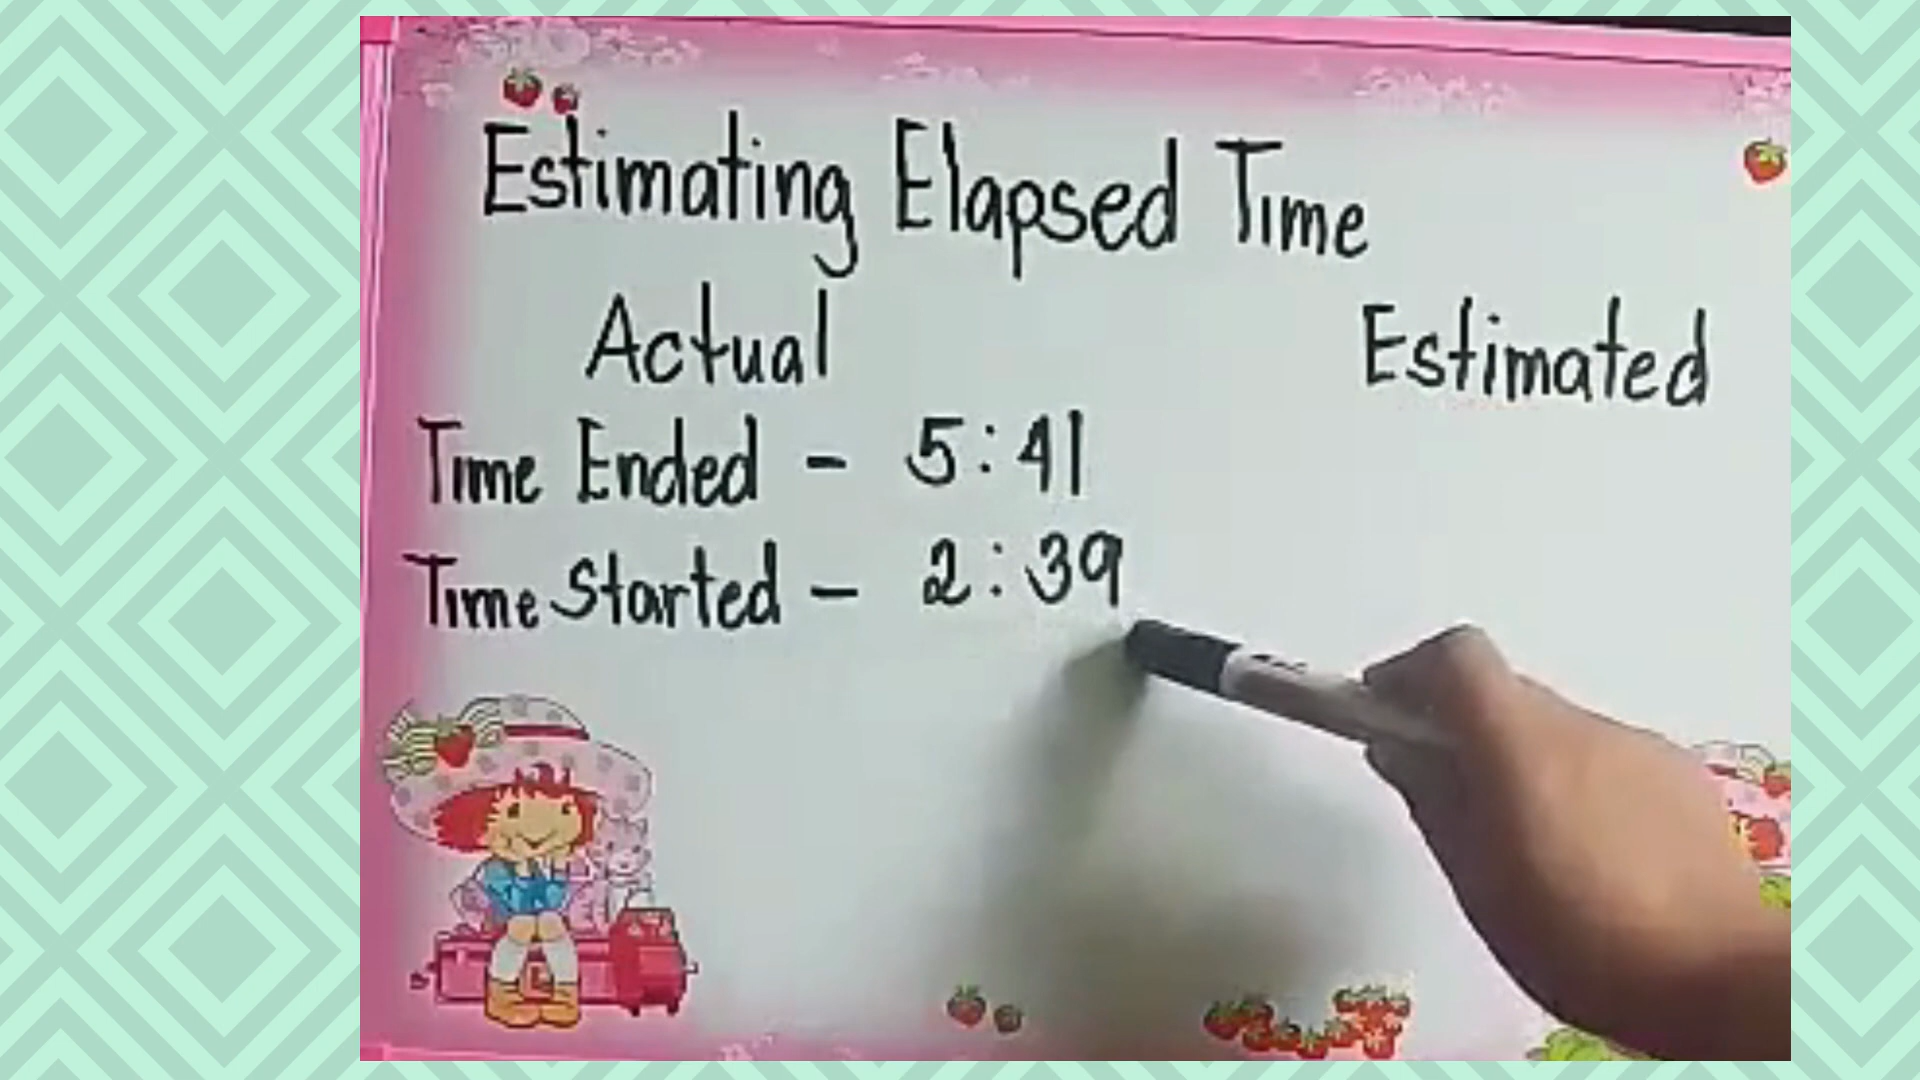 Estimating Elapsed Time
Actual Estimated
Time Ended - 5:41
Time Started - 2:39